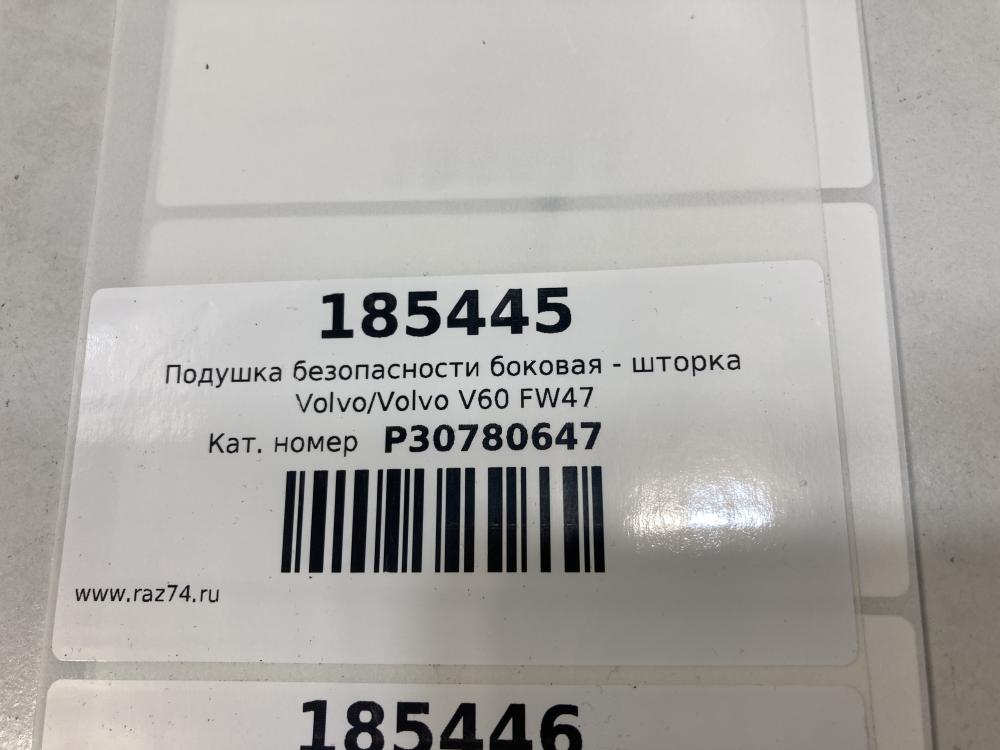 185445
Подушка безопасности боковая - шторка
Volvo/Volvo V60 FW47
Кат. номер P30780647
www.raz74.ru
185446